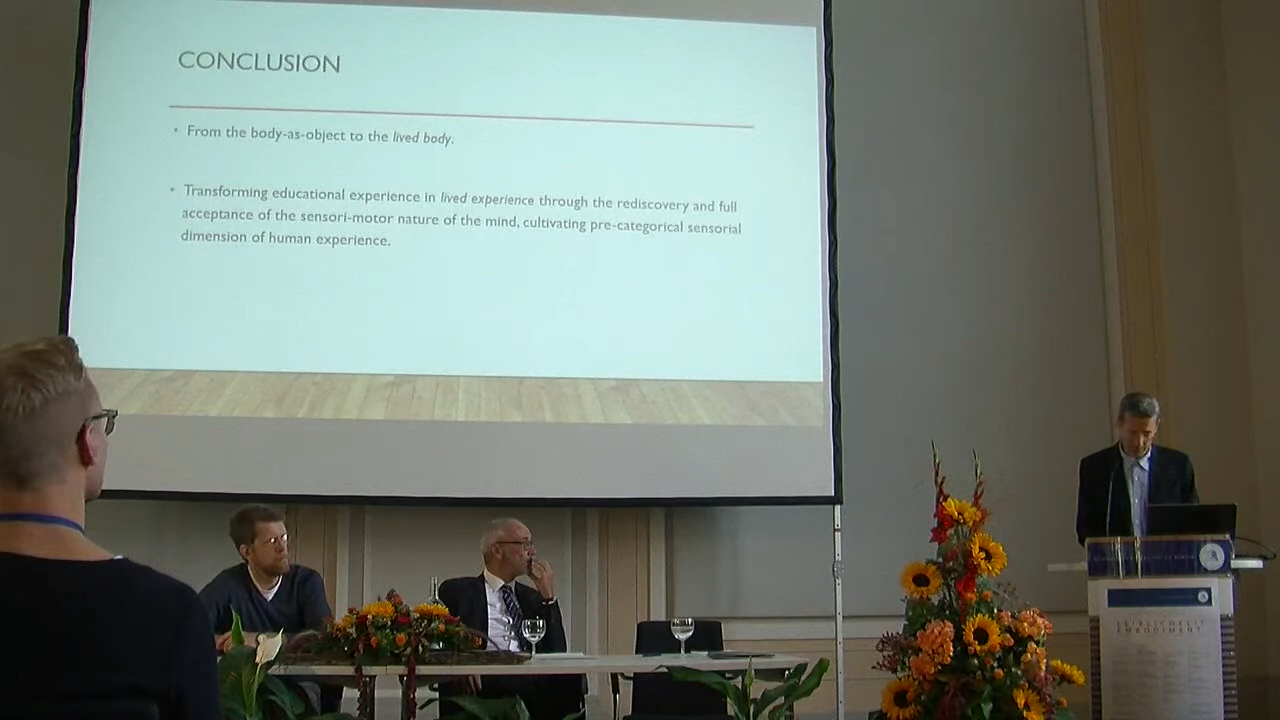 CONCLUSION
• From the body-as-object to the lived body.
• Transforming educational experience in lived experience through the rediscovery and full
acceptance of the sensori-motor nature of the mind, cultivating pre-categorical sensorial
dimension of human experience.
LEIBLICHKEIT
EMBODIMENT